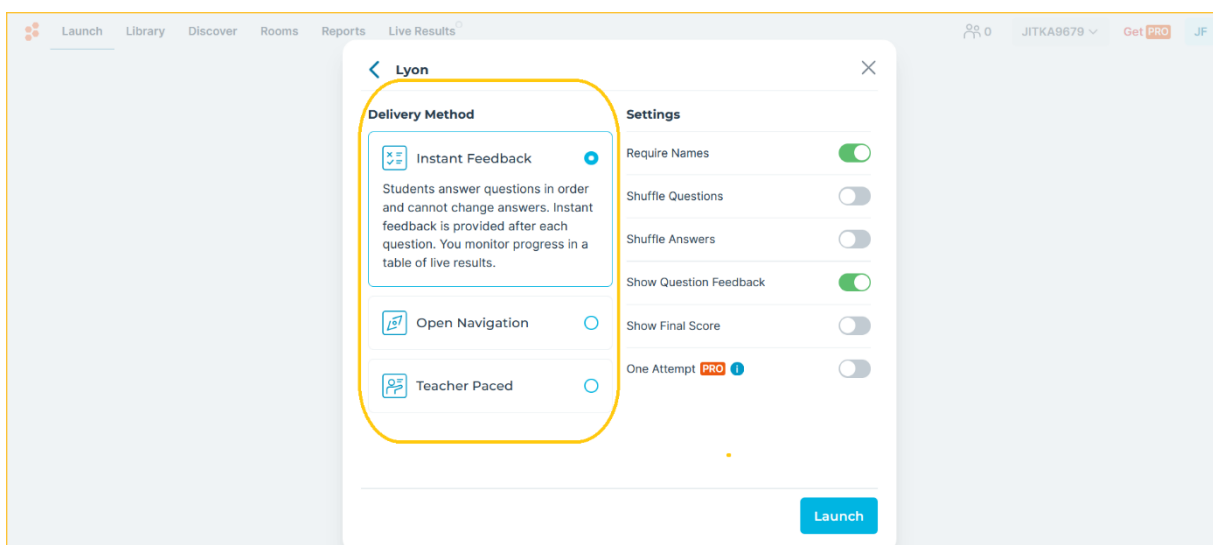 Launch Library Discover Rooms Reports Live Results 0 JITKA9679 Get PRO JF
Lyon
Delivery Method
Instant Feedback
Students answer questions in order
and cannot change answers. Instant
feedback is provided after each
question. You monitor progress in a
table of live results.
Open Navigation
Teacher Paced
Settings
Require Names
Shuffle Questions
Shuffle Answers
Show Question Feedback
Show Final Score
One Attempt PRO i
Launch